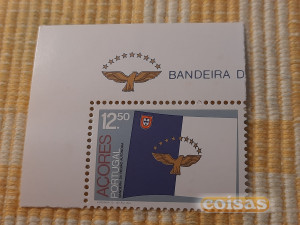 BANDEIRA D
12.50
AÇORES
PORTUGAL
coisas